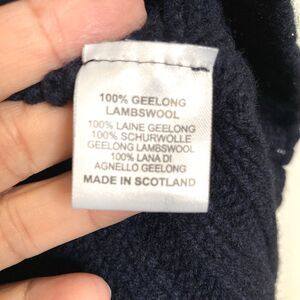 100% GEELONG
LAMBSWOOL
100% LAINE GEELONG
100% SCHURWOLLE
GEELONG LAMBSWOOL
100% LANA DI
AGNELLO GEELONG
MADE IN SCOTLAND